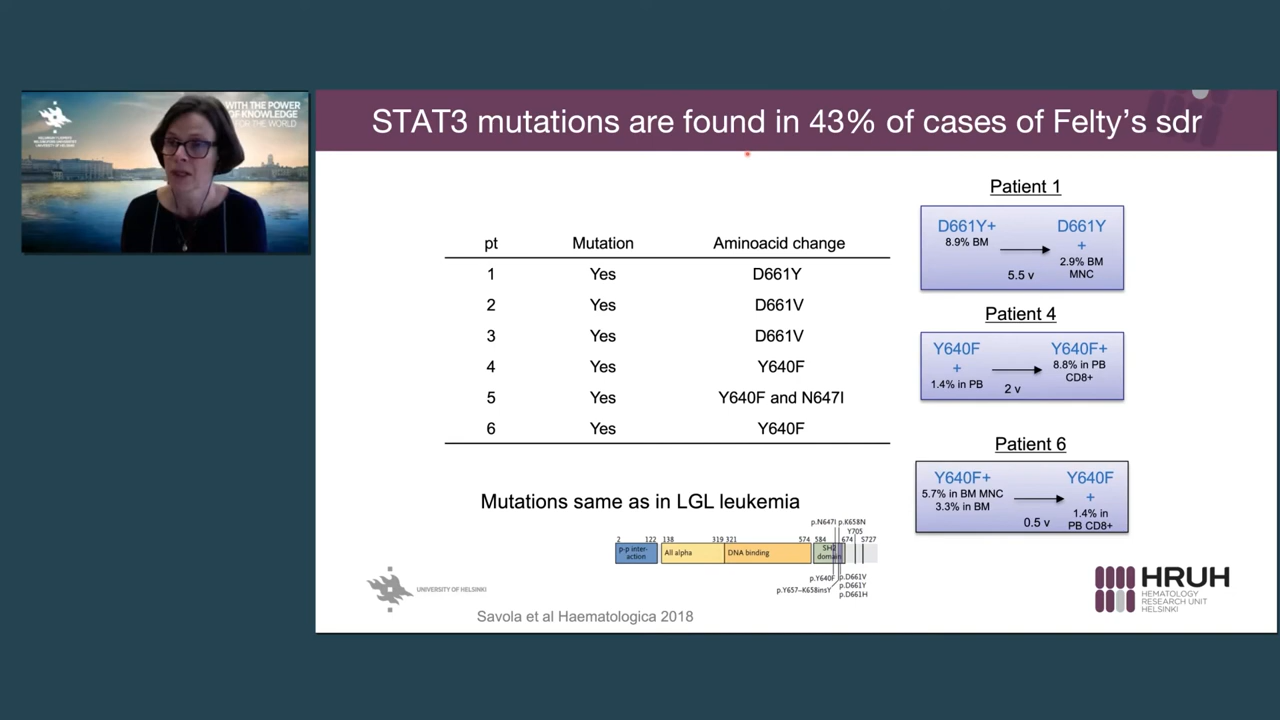 WITH THE POWER
OF KNOWLEDGE
FOR THE WORLD
STAT3 mutations are found in 43% of cases of Felty's sdr
pt Mutation Aminoacid change
1 Yes D661Y
2 Yes D661V
3 Yes D661V
4 Yes Y640F
5 Yes Y640F and N647I
6 Yes Y640F
Patient 1
D661Y+
8.9% BM
5.5 v
D661Y
+
2.9% BM
MNC
Patient 4
Y640F
+
1.4% in PB
2 v
Y640F+
8.8% in PB
CD8+
Patient 6
Y640F+
5.7% in BM MNC
3.3% in BM
0.5 v
Y640F
+
1.4% in
PB CD8+
Mutations same as in LGL leukemia
p.N647I p.K658N
Y705
2 122 138 319 321 574 584 674 S727
p-p inter-
action
All alpha
DNA binding
SH2
domain
p.Y640F p.D661V
p.Y657–K658insY p.D661Y
p.D661H
UNIVERSITY OF HELSINKI
Savola et al Haematologica 2018
HRUH
HEMATOLOGY
RESEARCH UNIT
HELSINKI